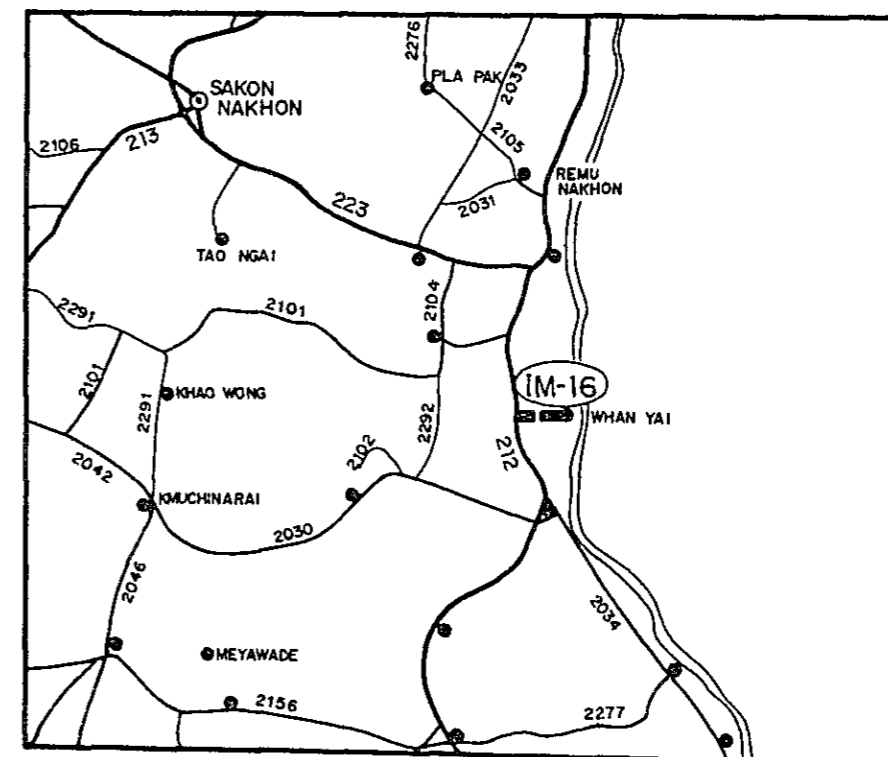 2276
PLA PAK
2033
SAKON
NAKHON
213
2106
2105
REMU
NAKHON
2031
223
TAO NGAI
2291
2101
2104
2101
2291
KHAO WONG
IM-16
WHAN YAI
2292
2102
212
2042
KMUCHINARAI
2030
2046
2034
MEYAWADE
2156
2277